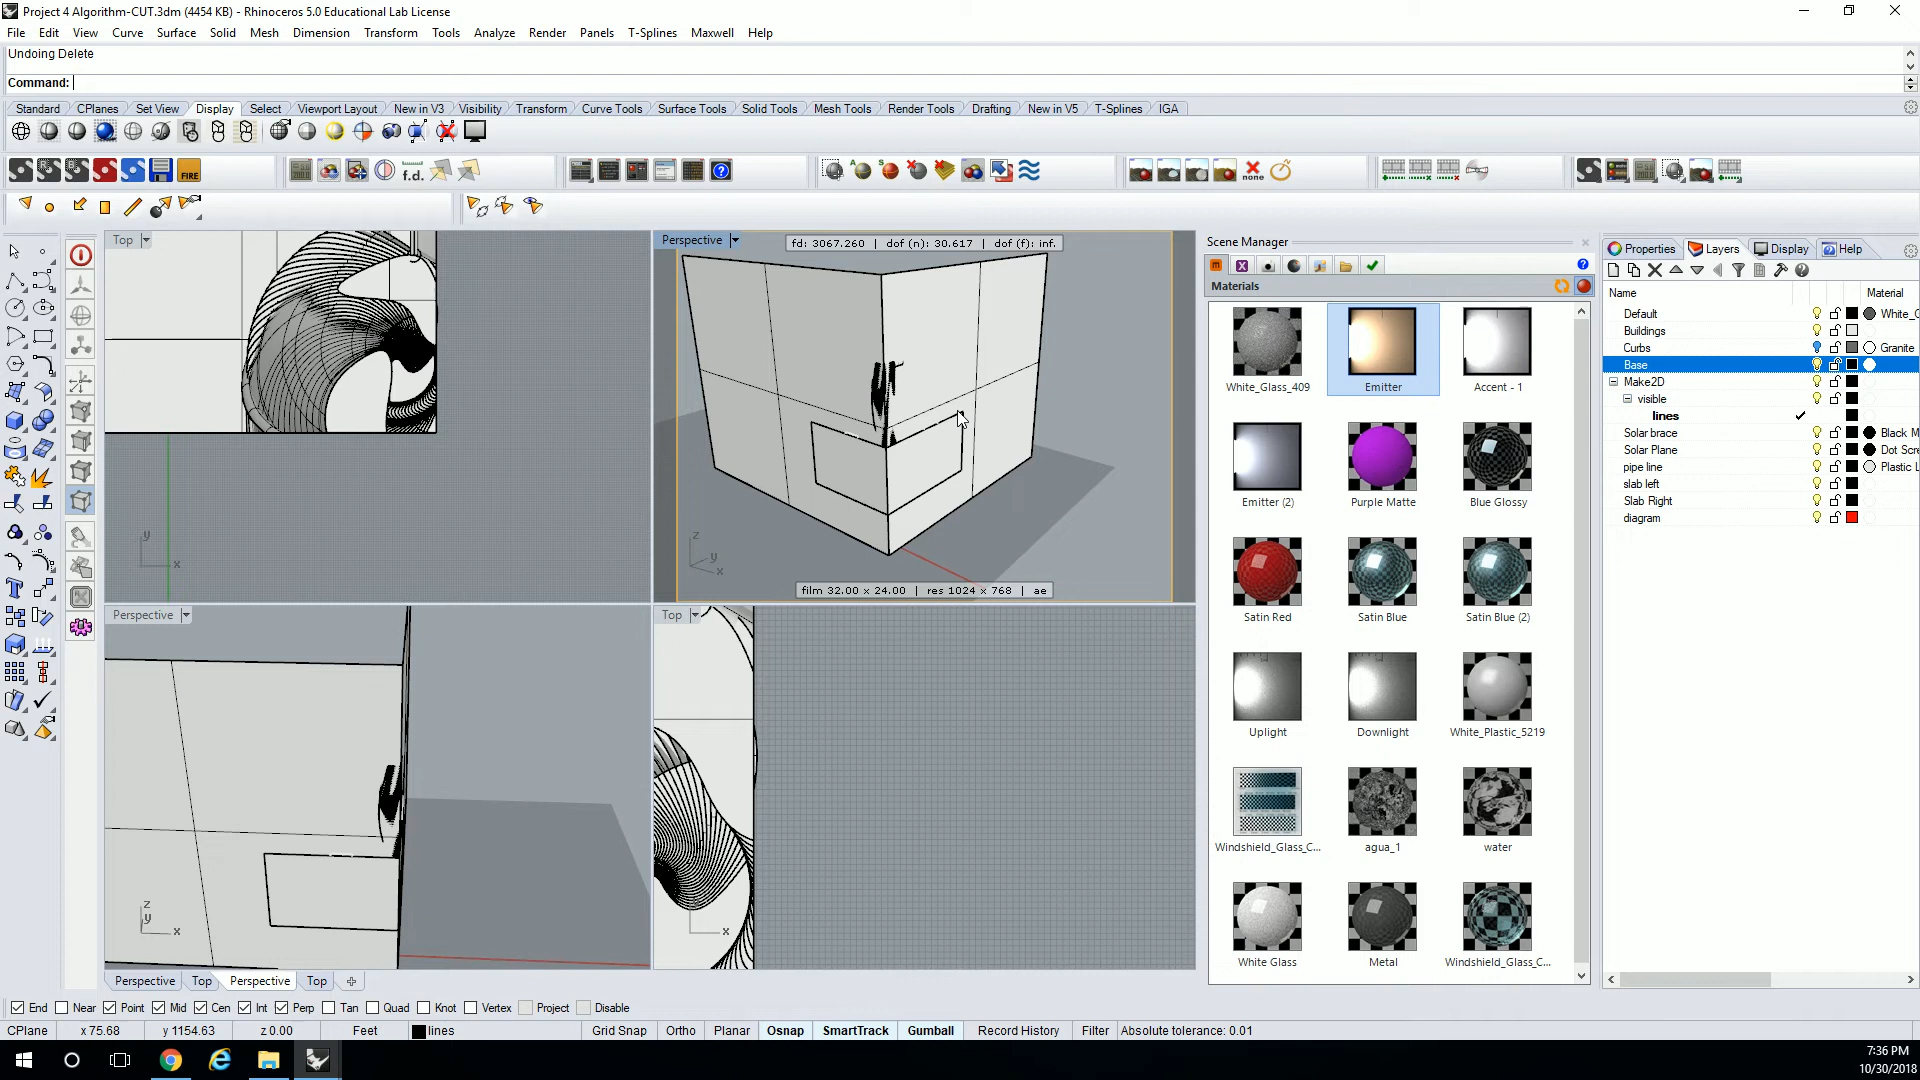 Project 4 Algorithm-CUT.3dm (4454 KB) - Rhinoceros 5.0 Educational Lab License
File Edit View Curve Surface Solid Mesh Dimension Transform Tools Analyze Render Panels T-Splines Maxwell Help
Undoing Delete
Command:
Standard CPlanes Set View Display Select Viewport Layout New in V3 Visibility Transform Curve Tools Surface Tools Solid Tools Mesh Tools Render Tools Drafting New in V5 T-Splines IGA
FIRE f.d. none
Top
Perspective
fd: 3067.260 | dof (n): 30.617 | dof (f): inf.
film 32.00 x 24.00 | res 1024 x 768 | ae
y
x
z
y
x
Perspective
Top
z
y
x
x
Perspective Top Perspective Top
Scene Manager
Materials
White_Glass_409 Emitter Accent - 1
Emitter (2) Purple Matte Blue Glossy
Satin Red Satin Blue Satin Blue (2)
Uplight Downlight White_Plastic_5219
Windshield_Glass_C... agua_1 water
White Glass Metal Windshield_Glass_C...
Properties Layers Display Help
Name Material
Default White_G
Buildings
Curbs Granite
Base
Make2D
visible
lines
Solar brace Black M
Solar Plane Dot Scre
pipe line Plastic L
slab left
Slab Right
diagram
End Near Point Mid Cen Int Perp Tan Quad Knot Vertex Project Disable
CPlane x 75.68 y 1154.63 z 0.00 Feet lines Grid Snap Ortho Planar Osnap SmartTrack Gumball Record History Filter Absolute tolerance: 0.01
7:36 PM
10/30/2018